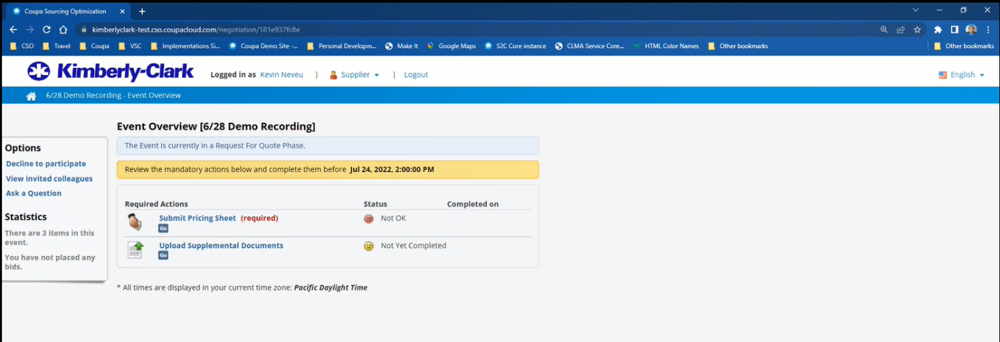 Coupa Sourcing Optimization
kimberlyclark-test.cso.coupacloud.com/negotiation/181e937fc8e
CSO Travel Coupa VSC Implementations Si... Coupa Demo Site -... Personal Developm... Make It Google Maps S2C Core instance CLMA Service Core... HTML Color Names Other bookmarks Other bookmarks
Kimberly-Clark Logged in as Kevin Neveu | Supplier | Logout English
6/28 Demo Recording - Event Overview
Event Overview [6/28 Demo Recording]
The Event is currently in a Request For Quote Phase.
Review the mandatory actions below and complete them before Jul 24, 2022, 2:00:00 PM
Options
Decline to participate
View invited colleagues
Ask a Question
Statistics
There are 3 items in this
event.
You have not placed any
bids.
Required Actions Status Completed on
Submit Pricing Sheet (required) Not OK
Go
Upload Supplemental Documents Not Yet Completed
Go
* All times are displayed in your current time zone: Pacific Daylight Time